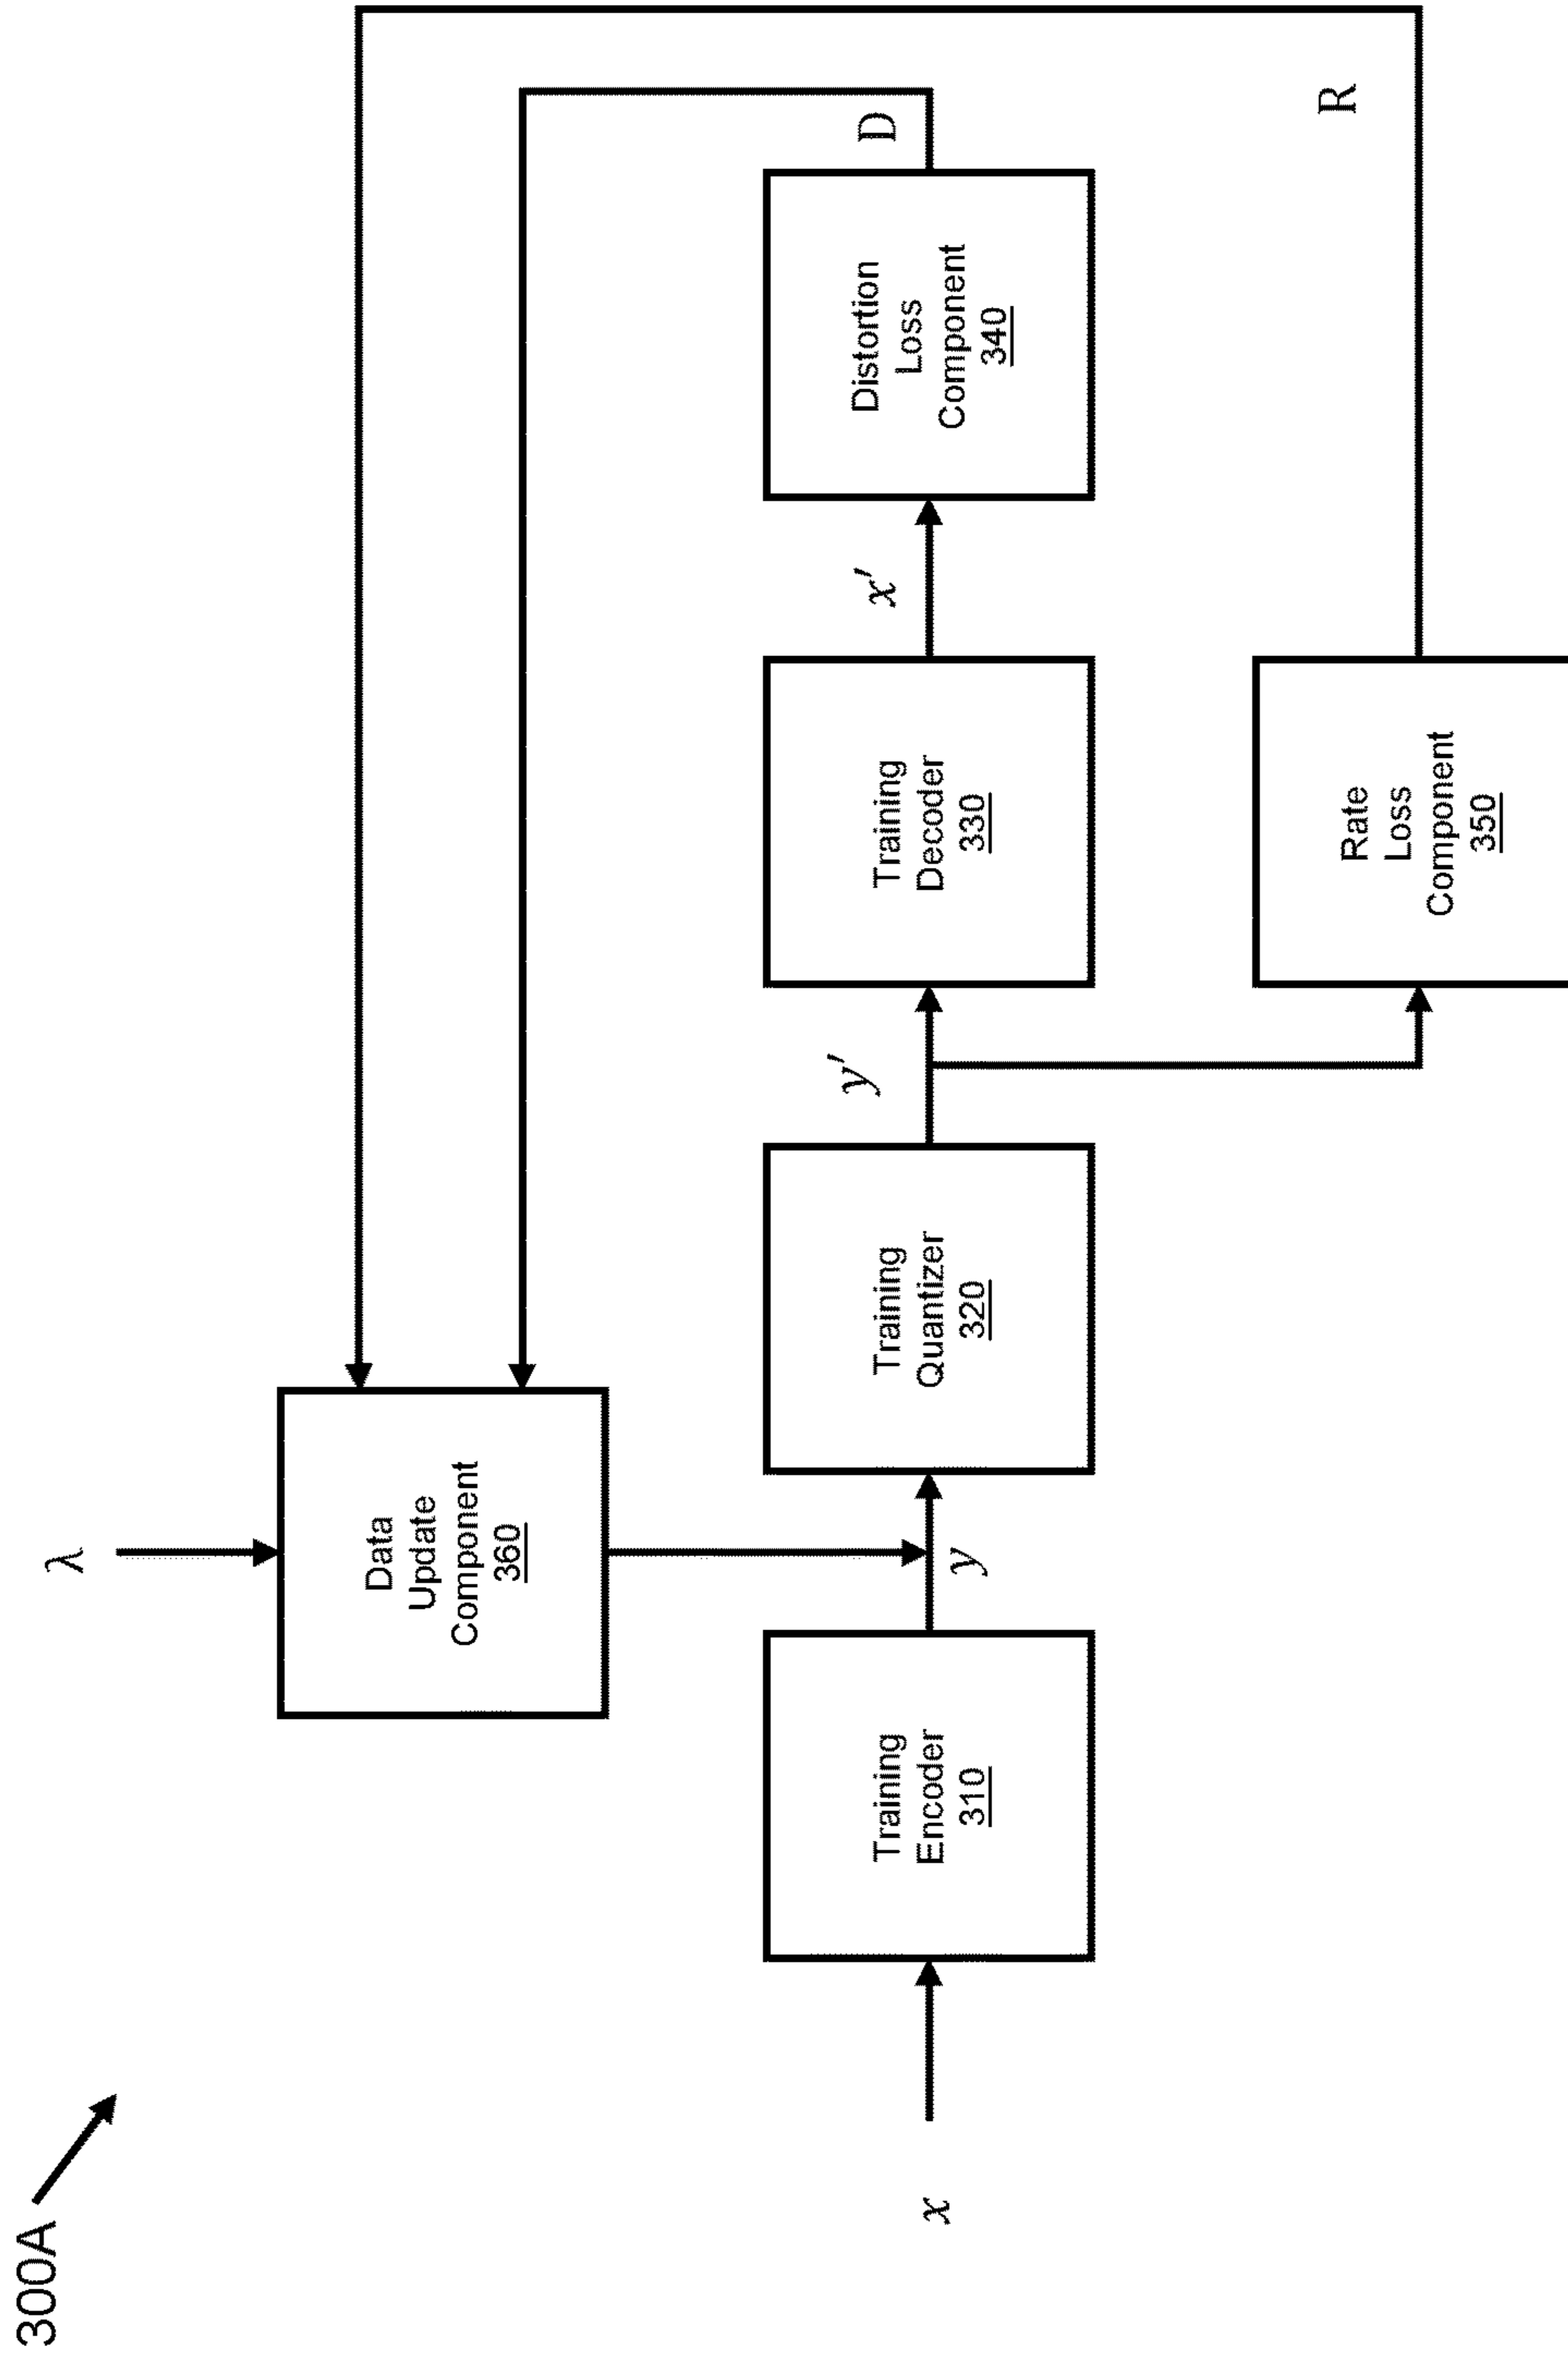 300A
λ
Data
Update
Component
360
x
Training
Encoder
310
y
Training
Quantizer
320
y′
Training
Decoder
330
x′
Distortion
Loss
Component
340
D
Rate
Loss
Component
350
R